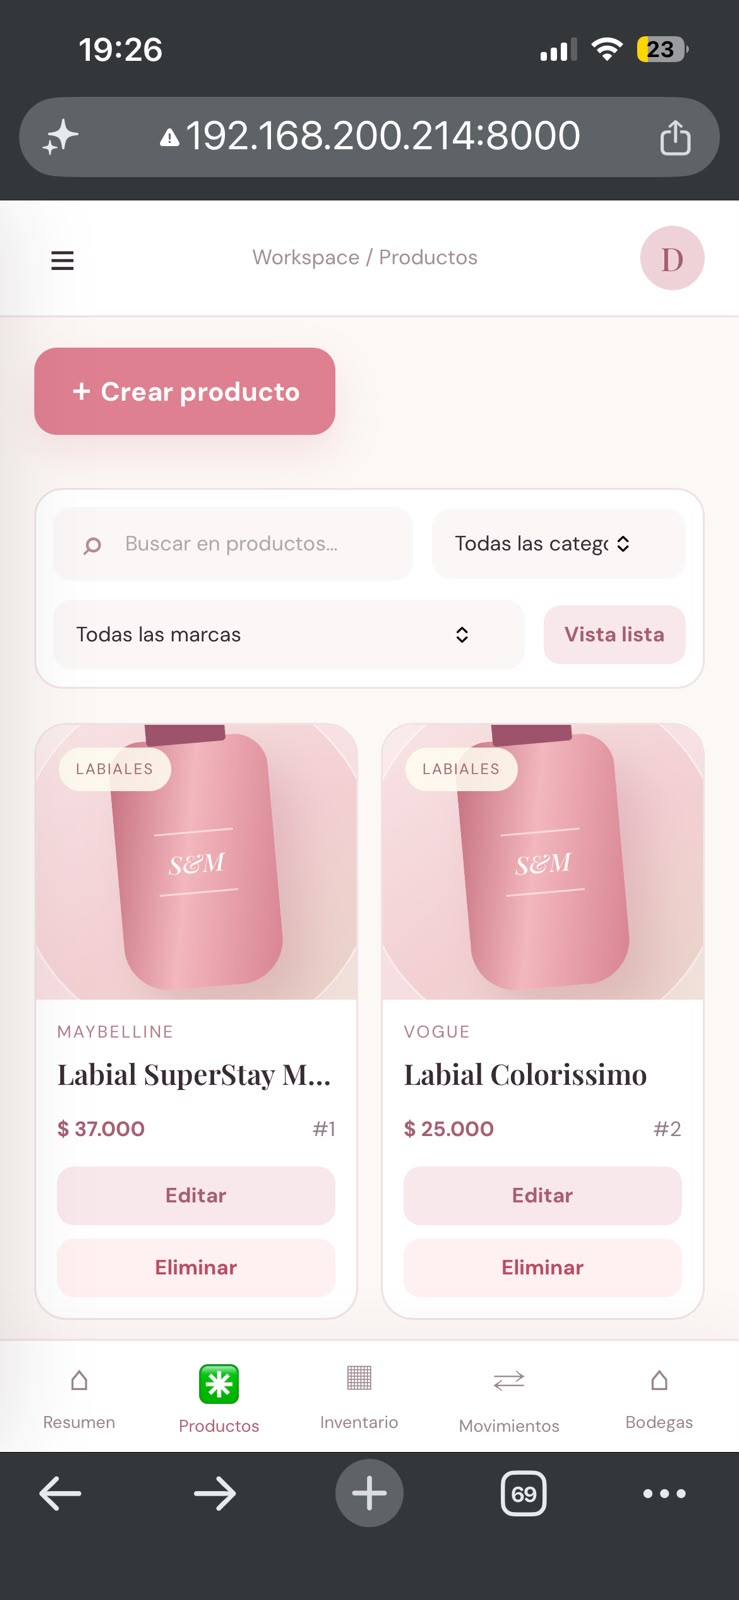 19:26
23
192.168.200.214:8000
Workspace / Productos
D
+ Crear producto
Buscar en productos...
Todas las catego
Todas las marcas
Vista lista
LABIALES
LABIALES
S&M
S&M
MAYBELLINE
VOGUE
Labial SuperStay M...
Labial Colorissimo
$ 37.000
#1
$ 25.000
#2
Editar
Editar
Eliminar
Eliminar
Resumen
Productos
Inventario
Movimientos
Bodegas
69